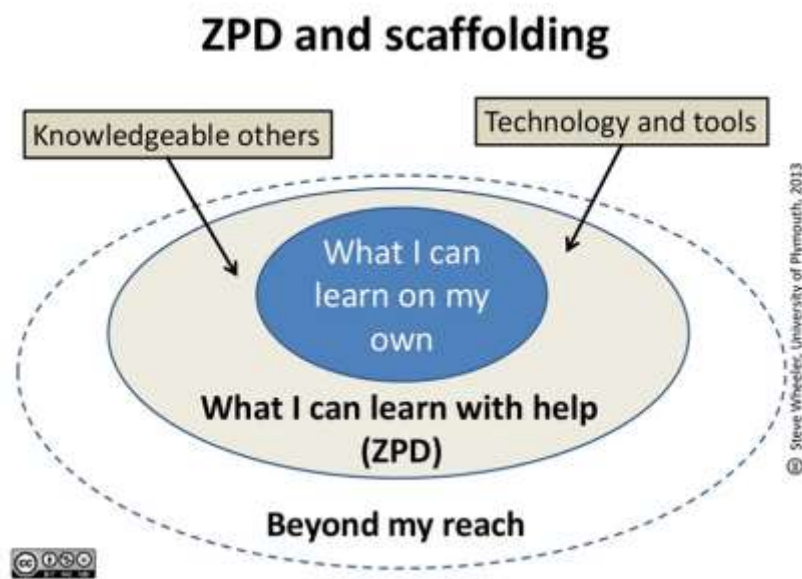 ZPD and scaffolding
Knowledgeable others
Technology and tools
What I can
learn on my
own
What I can learn with help
(ZPD)
Beyond my reach
© Steve Wheeler, University of Plymouth, 2013
cc